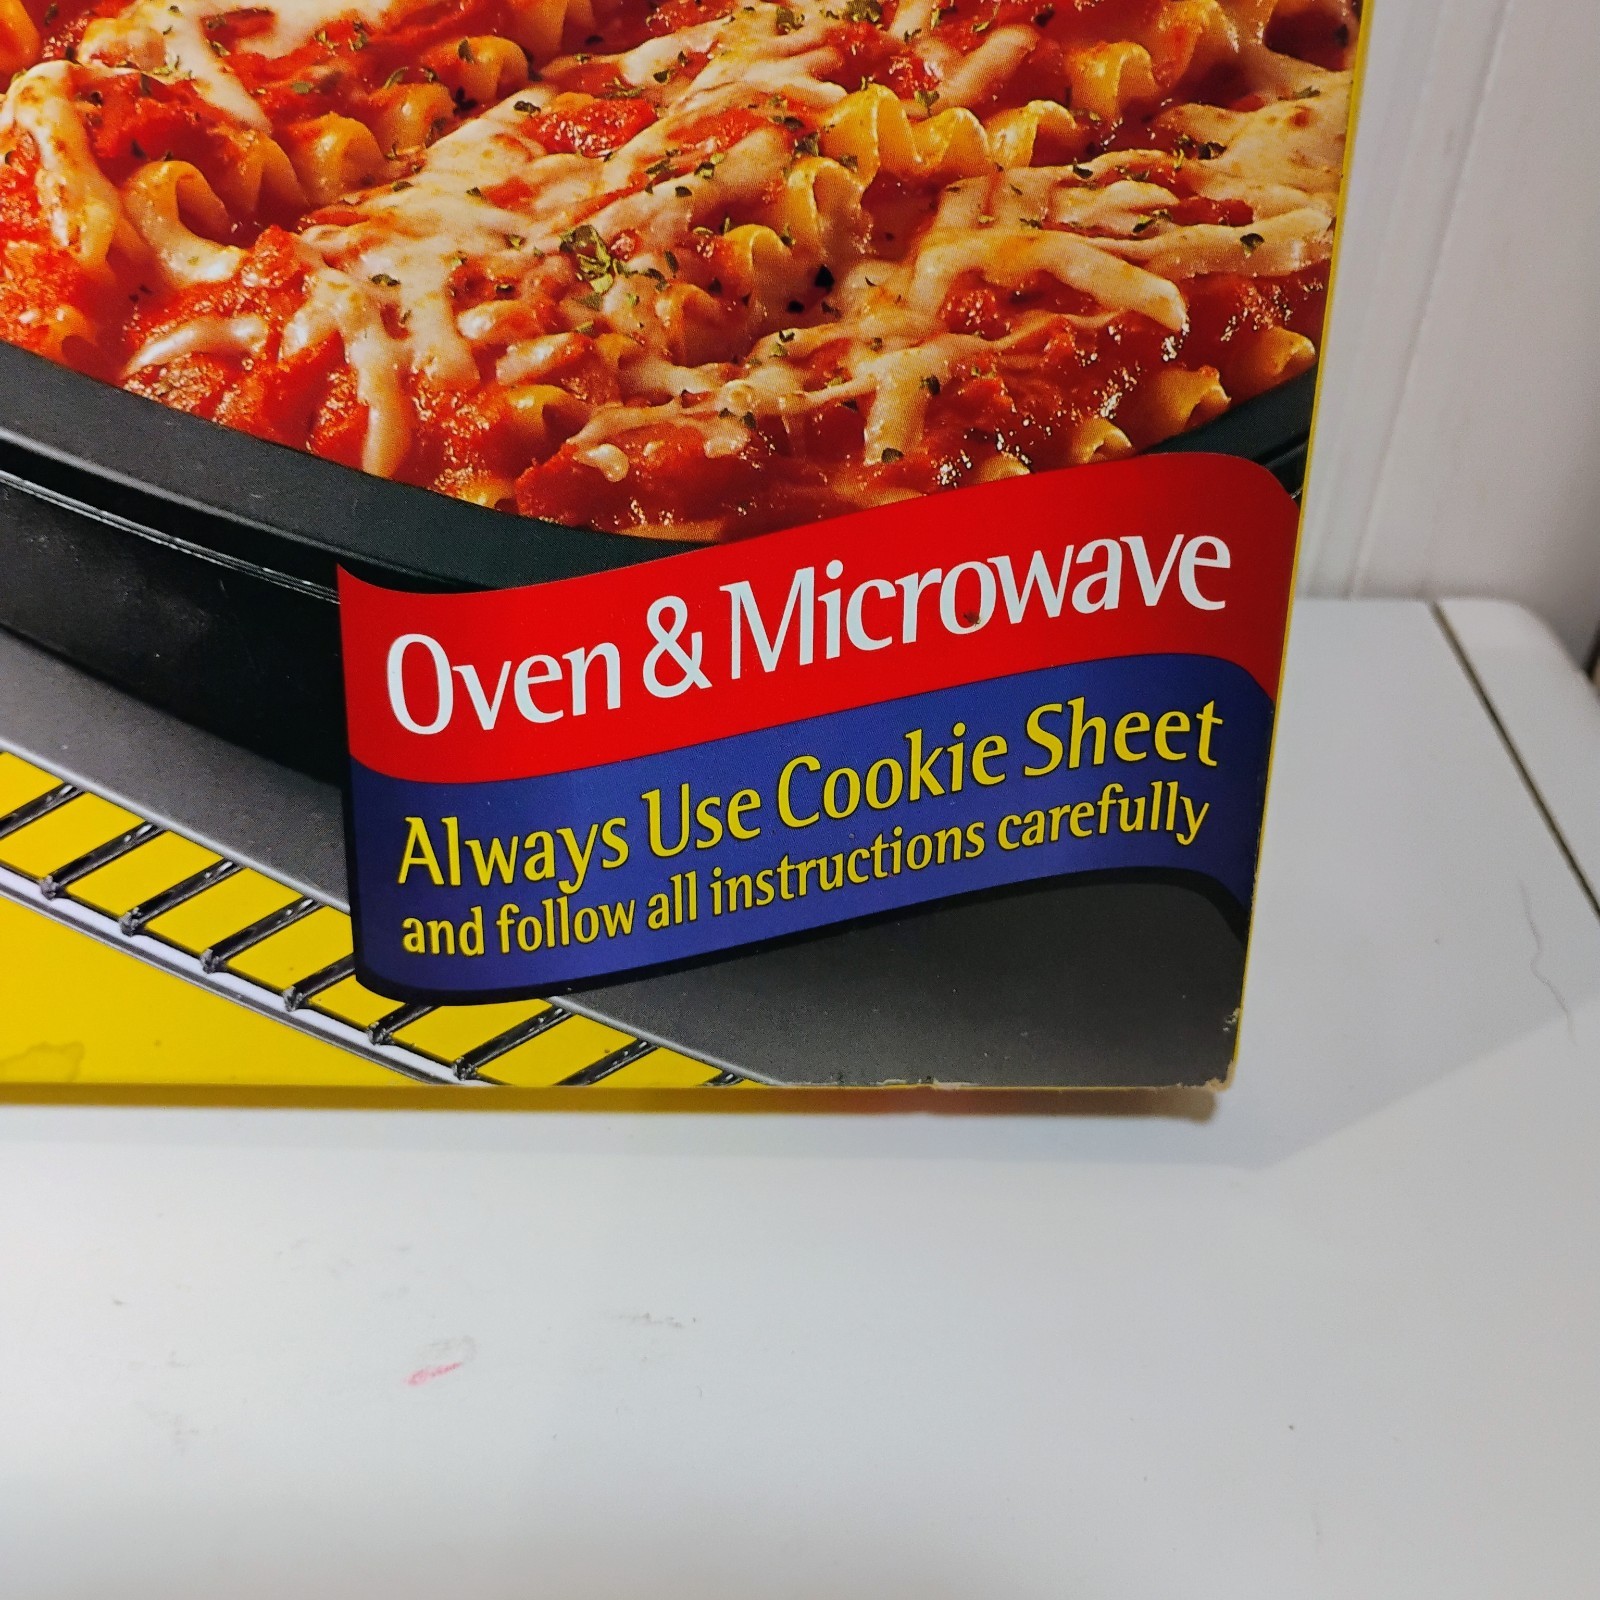 Oven & Microwave
Always Use Cookie Sheet
and follow all instructions carefully